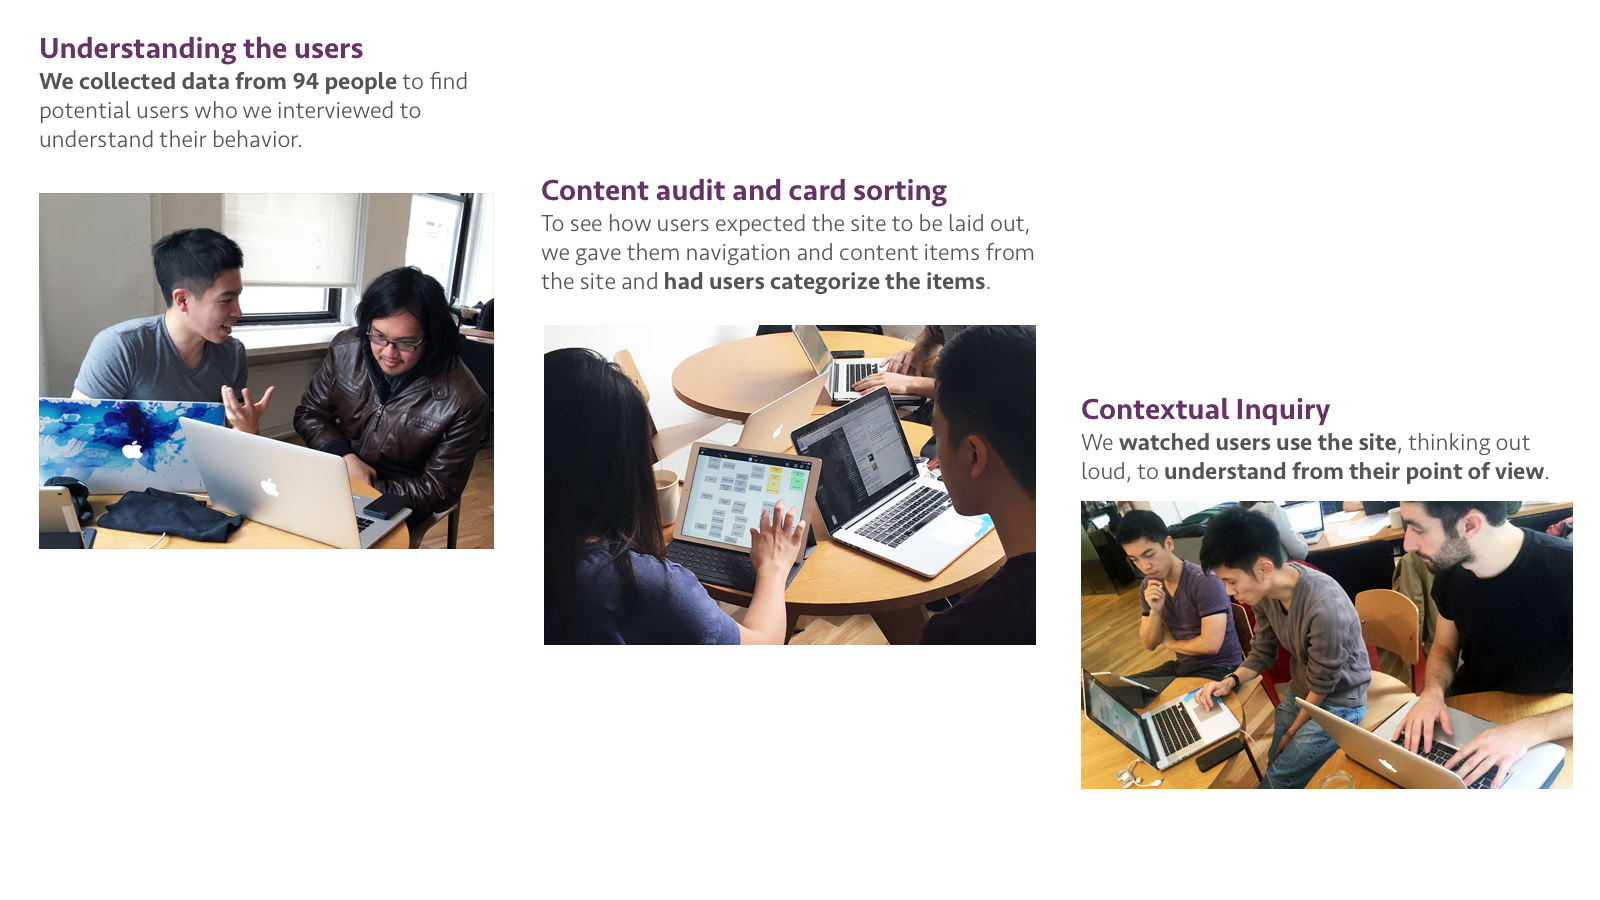 Understanding the users
We collected data from 94 people to find
potential users who we interviewed to
understand their behavior.
Content audit and card sorting
To see how users expected the site to be laid out,
we gave them navigation and content items from
the site and had users categorize the items.
Contextual Inquiry
We watched users use the site, thinking out
loud, to understand from their point of view.